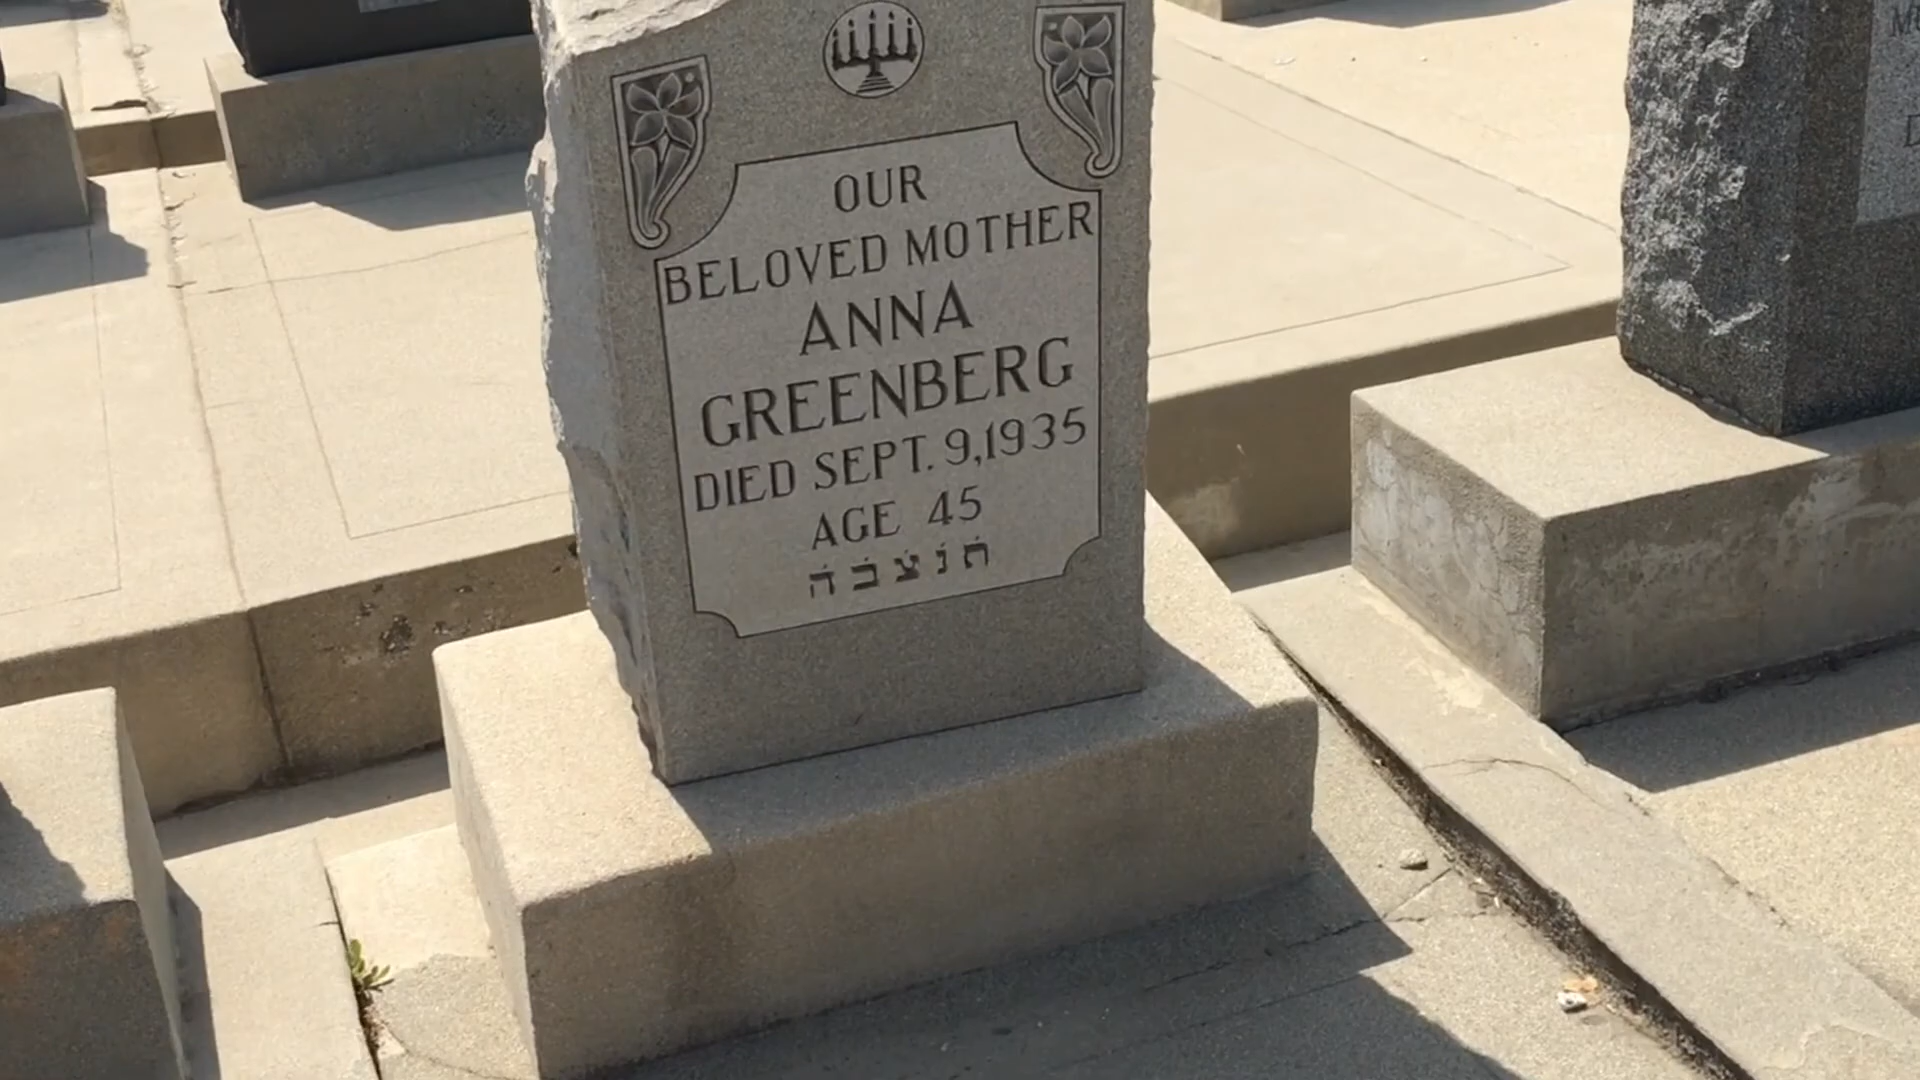 OUR
BELOVED MOTHER
ANNA
GREENBERG
DIED SEPT. 9, 1935
AGE 45
ת נ צ ב ה